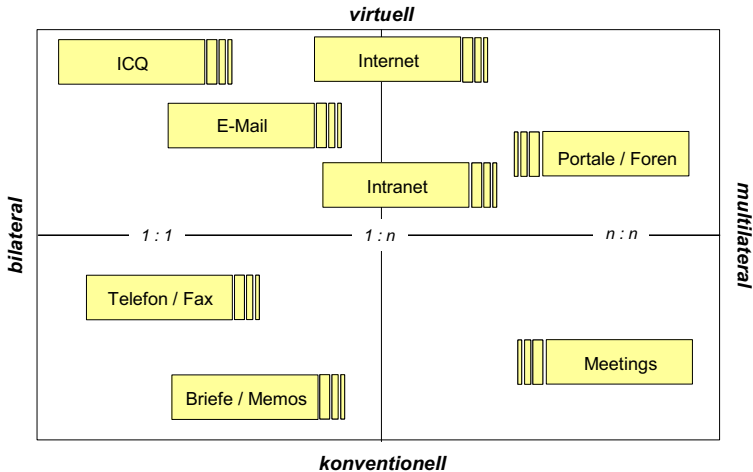 virtuell
ICQ
Internet
E-Mail
Portale / Foren
Intranet
bilateral
multilateral
1 : 1
1 : n
n : n
Telefon / Fax
Meetings
Briefe / Memos
konventionell